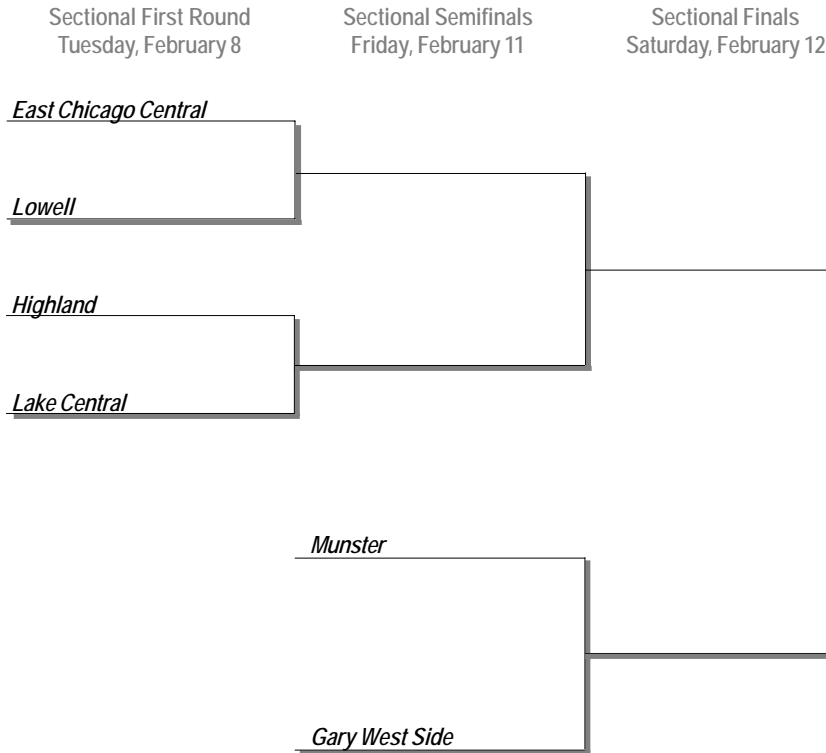 Sectional First Round
Tuesday, February 8
Sectional Semifinals
Friday, February 11
Sectional Finals
Saturday, February 12
East Chicago Central
Lowell
Highland
Lake Central
Munster
Gary West Side